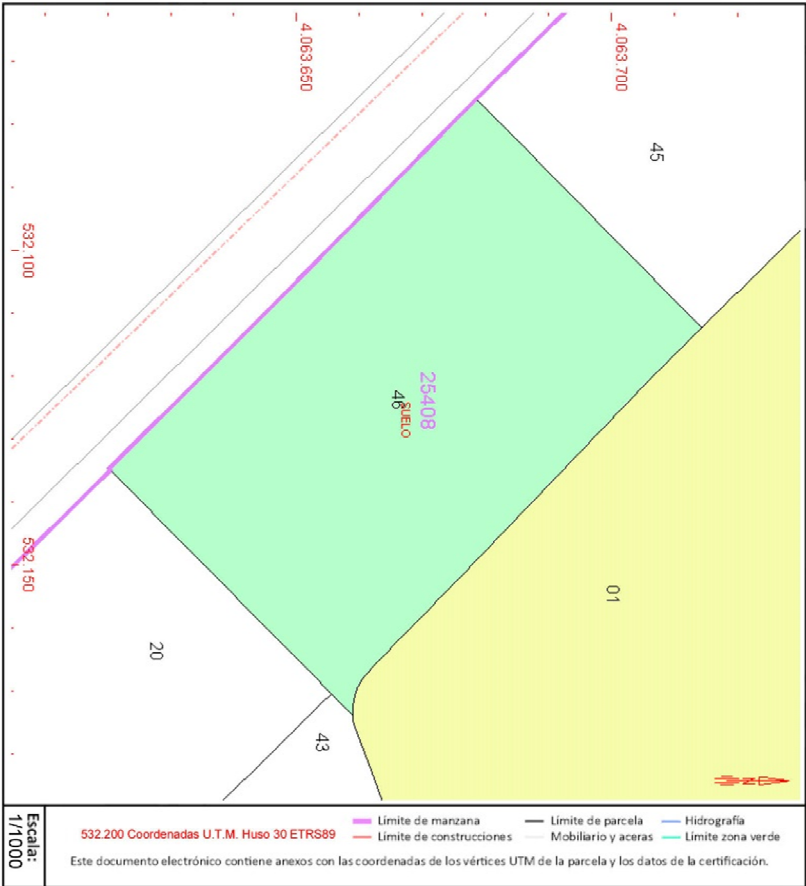 4.063.650
4.063.700
45
532.100
25408
46
SUELO
532.150
01
20
43
N
Escala:
1/1000
532.200 Coordenadas U.T.M. Huso 30 ETRS89
Límite de manzana
Límite de parcela
Hidrografía
Límite de construcciones
Mobiliario y aceras
Límite zona verde
Este documento electrónico contiene anexos con las coordenadas de los vértices UTM de la parcela y los datos de la certificación.